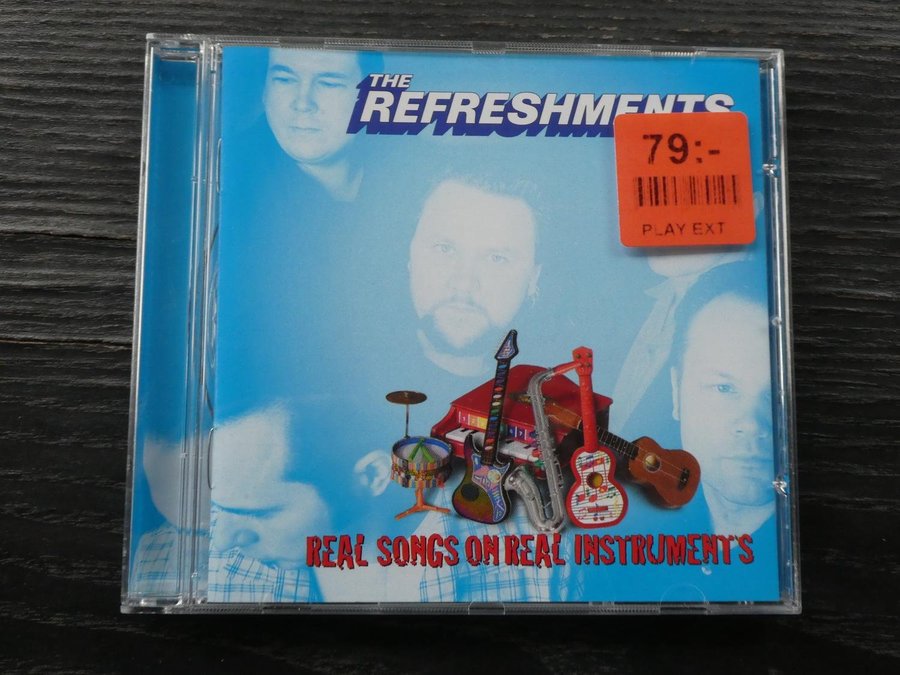 THE
REFRESHMENTS
79:-
PLAY EXT
REAL SONGS ON REAL INSTRUMENTS